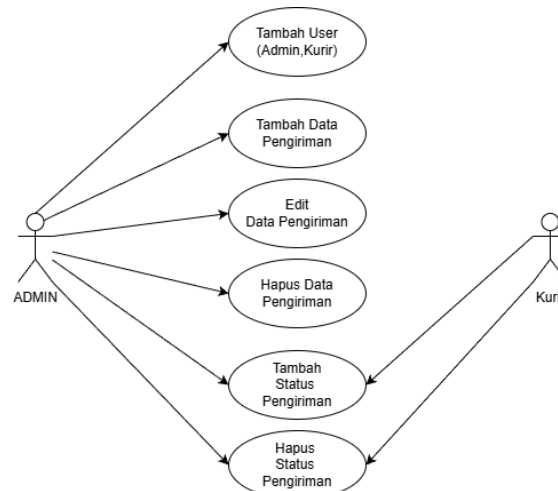 Tambah User
(Admin,Kurir)
Tambah Data
Pengiriman
Edit
Data Pengiriman
Hapus Data
Pengiriman
ADMIN
Kuri
Tambah
Status
Pengiriman
Hapus
Status
Pengiriman